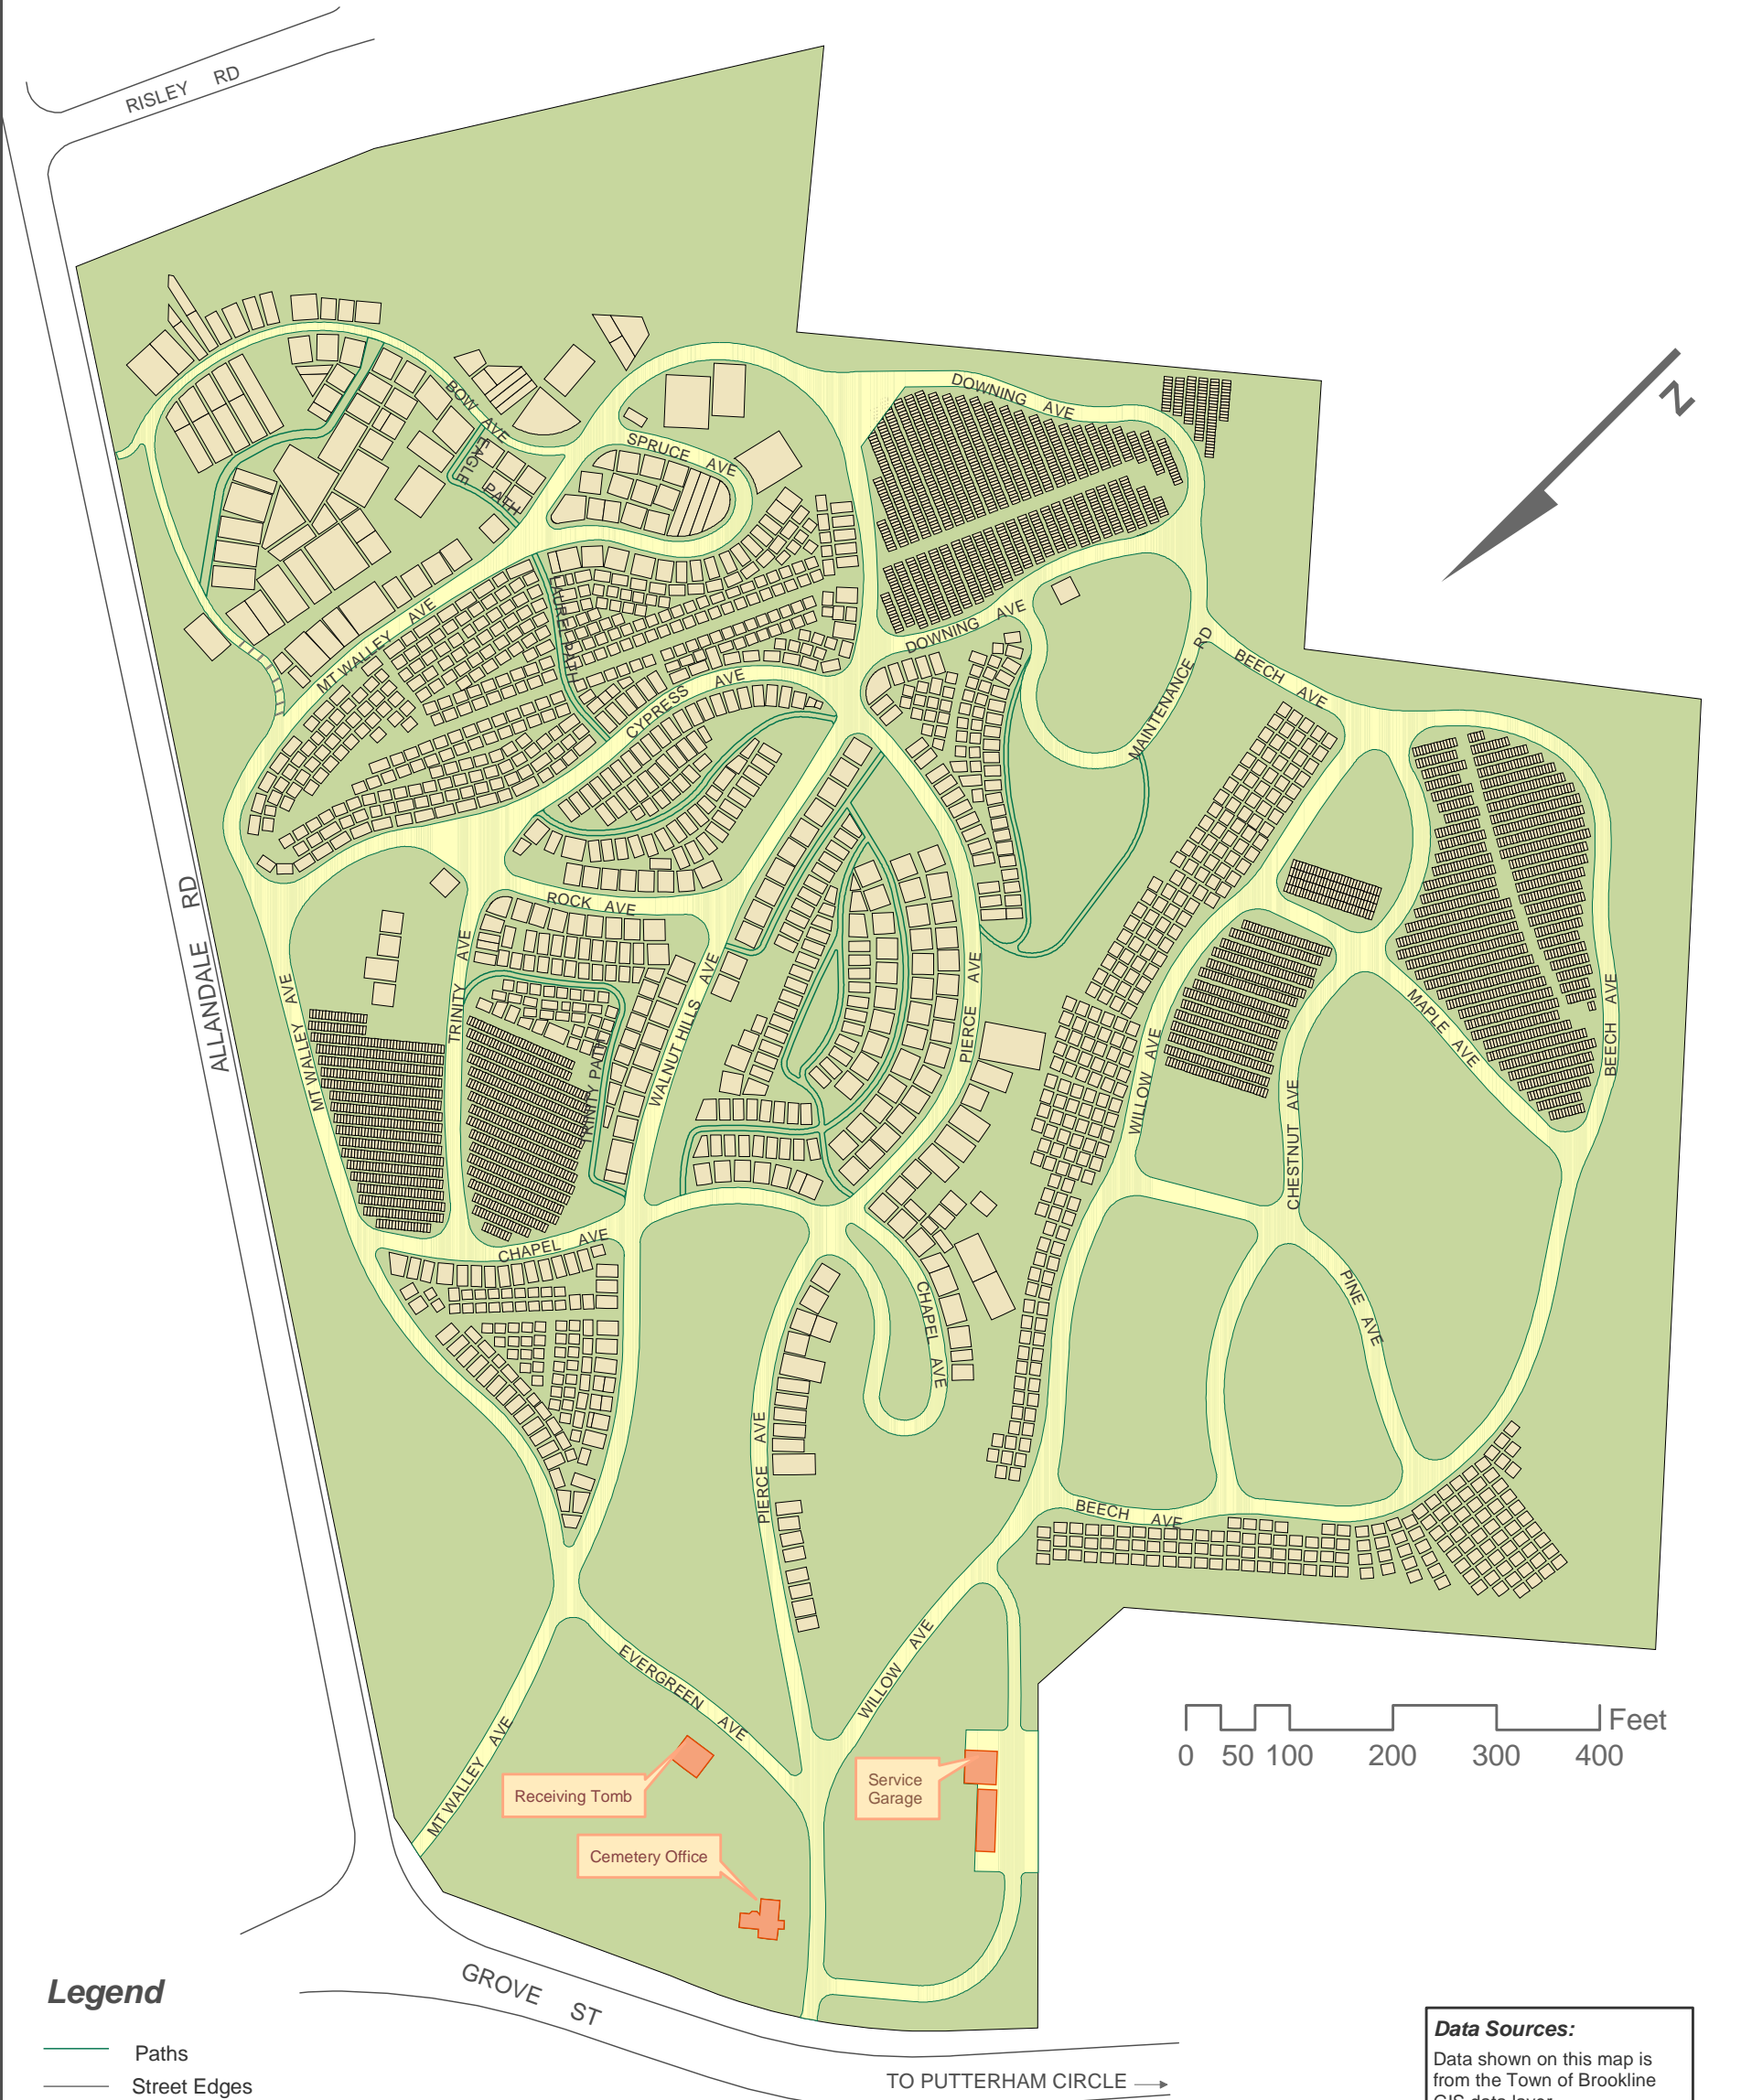 RISLEY RD
N
DOWNING AVE
BOW AVE
SPRUCE AVE
EAGLE PATH
MT WALLEY AVE
DOWNING AVE
MAINTENANCE RD
BEECH AVE
CYPRESS AVE
ROCK AVE
ALLANDALE RD
MT WALLEY AVE
TRINITY AVE
TRINITY PATH
WALNUT HILLS AVE
PIERCE AVE
WILLOW AVE
CHESTNUT AVE
MAPLE AVE
BEECH AVE
CHAPEL AVE
CHAPEL AVE
PINE AVE
PIERCE AVE
BEECH AVE
EVERGREEN AVE
WILLOW AVE
MT WALLEY AVE
Receiving Tomb
Service
Garage
Cemetery Office
Feet
0 50 100 200 300 400
GROVE ST
TO PUTTERHAM CIRCLE
Legend
Paths
Street Edges
Data Sources:
Data shown on this map is
from the Town of Brookline